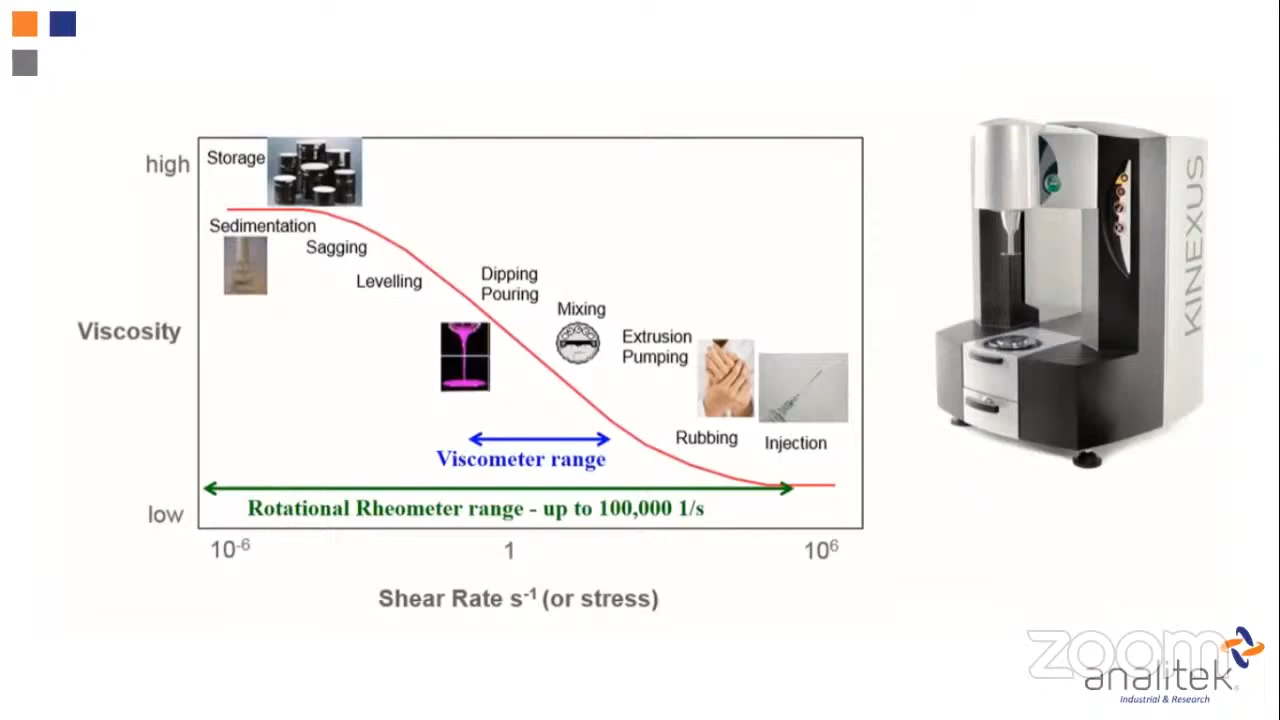 high
Storage
Sedimentation
Sagging
Levelling
Dipping
Pouring
Mixing
Extrusion
Pumping
Rubbing
Injection
Viscosity
Viscometer range
Rotational Rheometer range - up to 100,000 1/s
low
10⁻⁶
1
10⁶
Shear Rate s⁻¹ (or stress)
KINEXUS
zoom
analitek
Industrial & Research